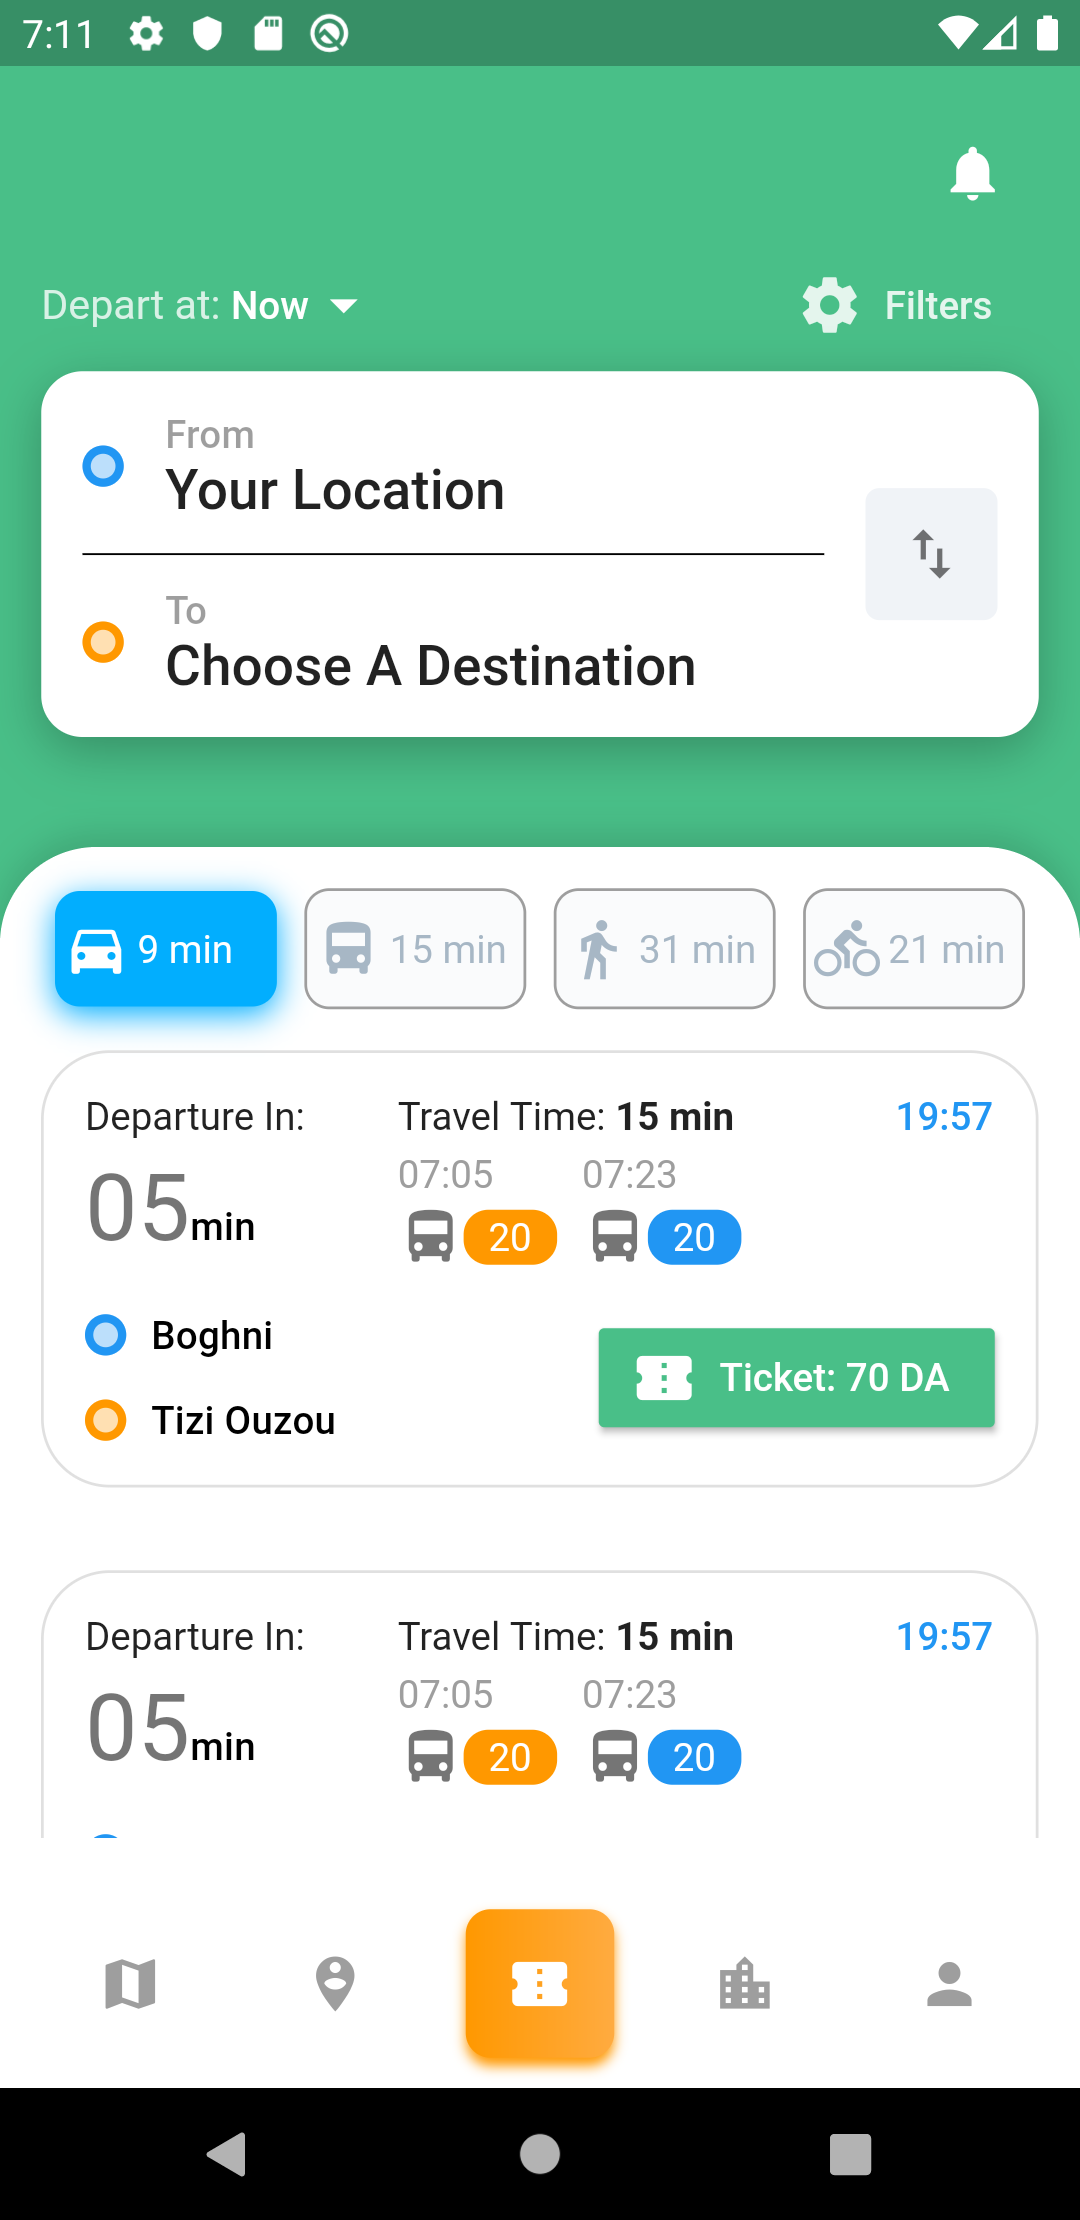 7:11
Depart at: Now
Filters
From
Your Location
To
Choose A Destination
9 min
15 min
31 min
21 min
Departure In:
Travel Time: 15 min
19:57
05min
07:05
07:23
20
20
Boghni
Tizi Ouzou
Ticket: 70 DA
Departure In:
Travel Time: 15 min
19:57
05min
07:05
07:23
20
20